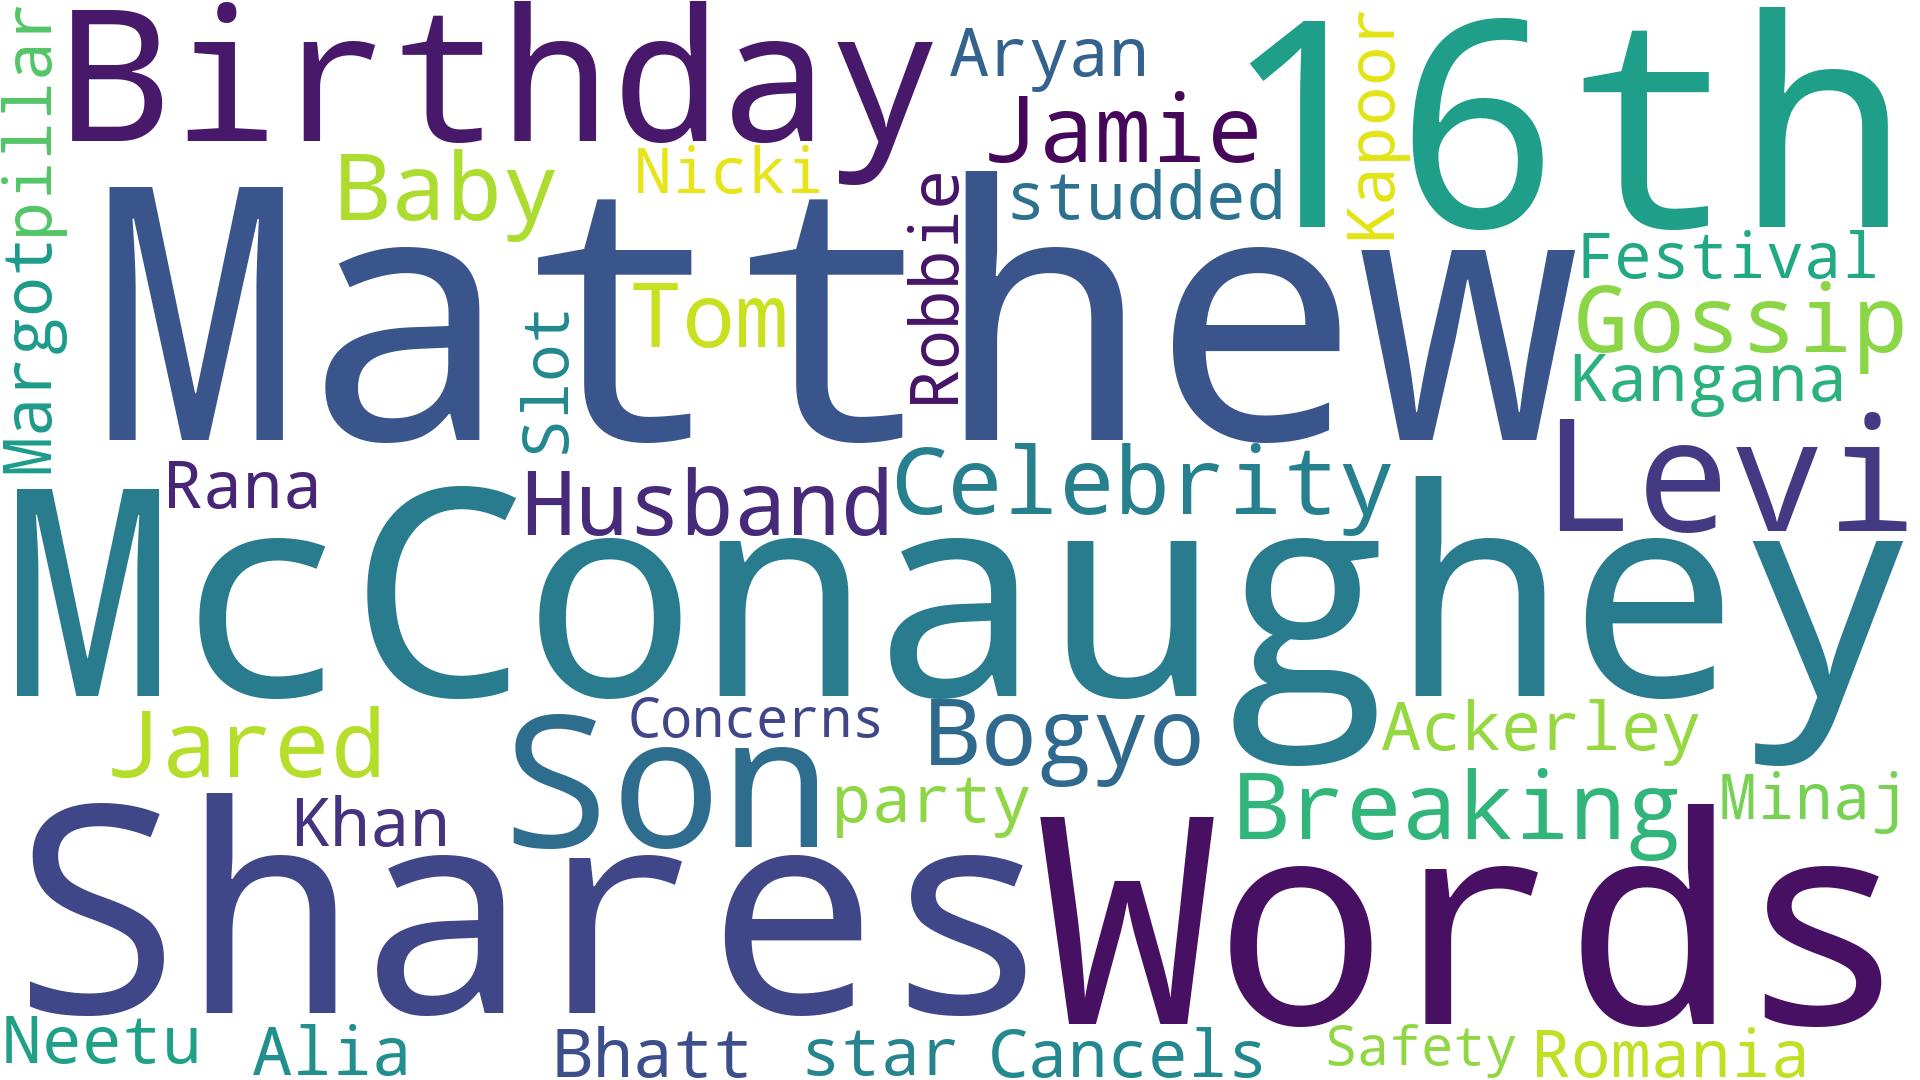 Birthday
Aryan
16th
Kapoor
pillar
Jamie
Baby
Nicki
studded
Matthew
Robbie
Festival
Tom
Gossip
Margot
Slot
Kangana
Levi
Rana
Husband
Celebrity
McConaughey
Jared
Concerns
Son
Bogyo
Ackerley
Khan
party
Breaking
Minaj
Shares
Words
Neetu
Alia
Bhatt
star
Cancels
Safety
Romania